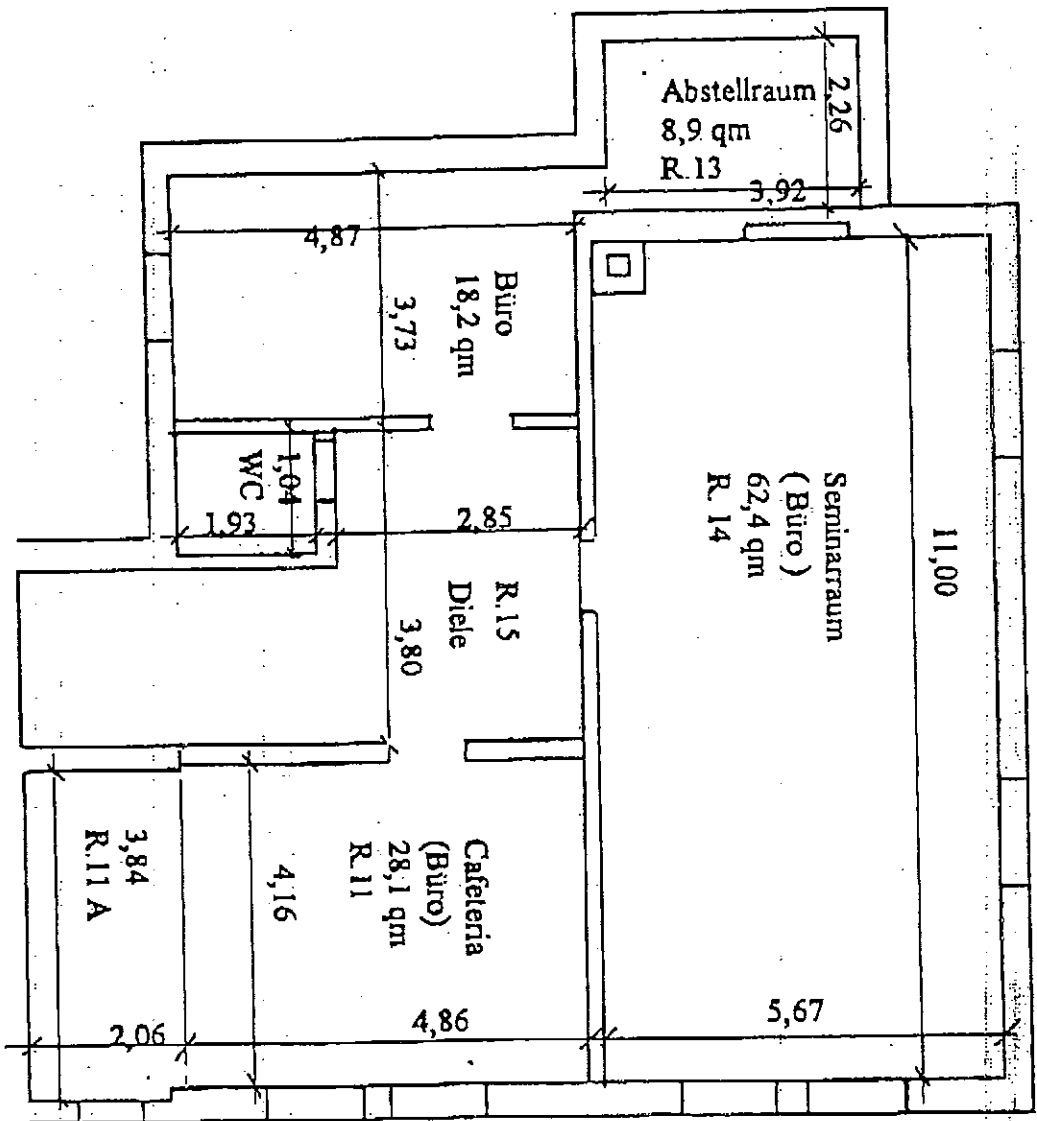 Abstellraum
8,9 qm
R.13
2,26
3,92
4,87
Büro
18,2 qm
3,73
1,04
WC
1,93
2,85
R.15
Diele
3,80
Seminarraum
( Büro )
62,4 qm
R. 14
11,00
Cafeteria
(Büro)
28,1 qm
R.11
4,16
3,84
R.11 A
2,06
4,86
5,67